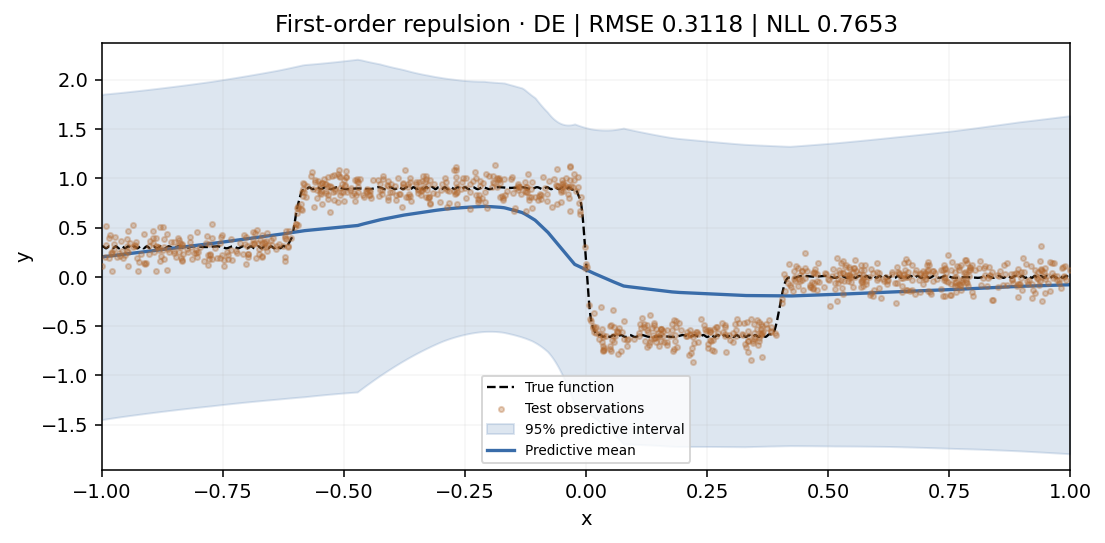 First-order repulsion · DE | RMSE 0.3118 | NLL 0.7653
y
2.0
1.5
1.0
0.5
0.0
−0.5
−1.0
−1.5
True function
Test observations
95% predictive interval
Predictive mean
−1.00 −0.75 −0.50 −0.25 0.00 0.25 0.50 0.75 1.00
x